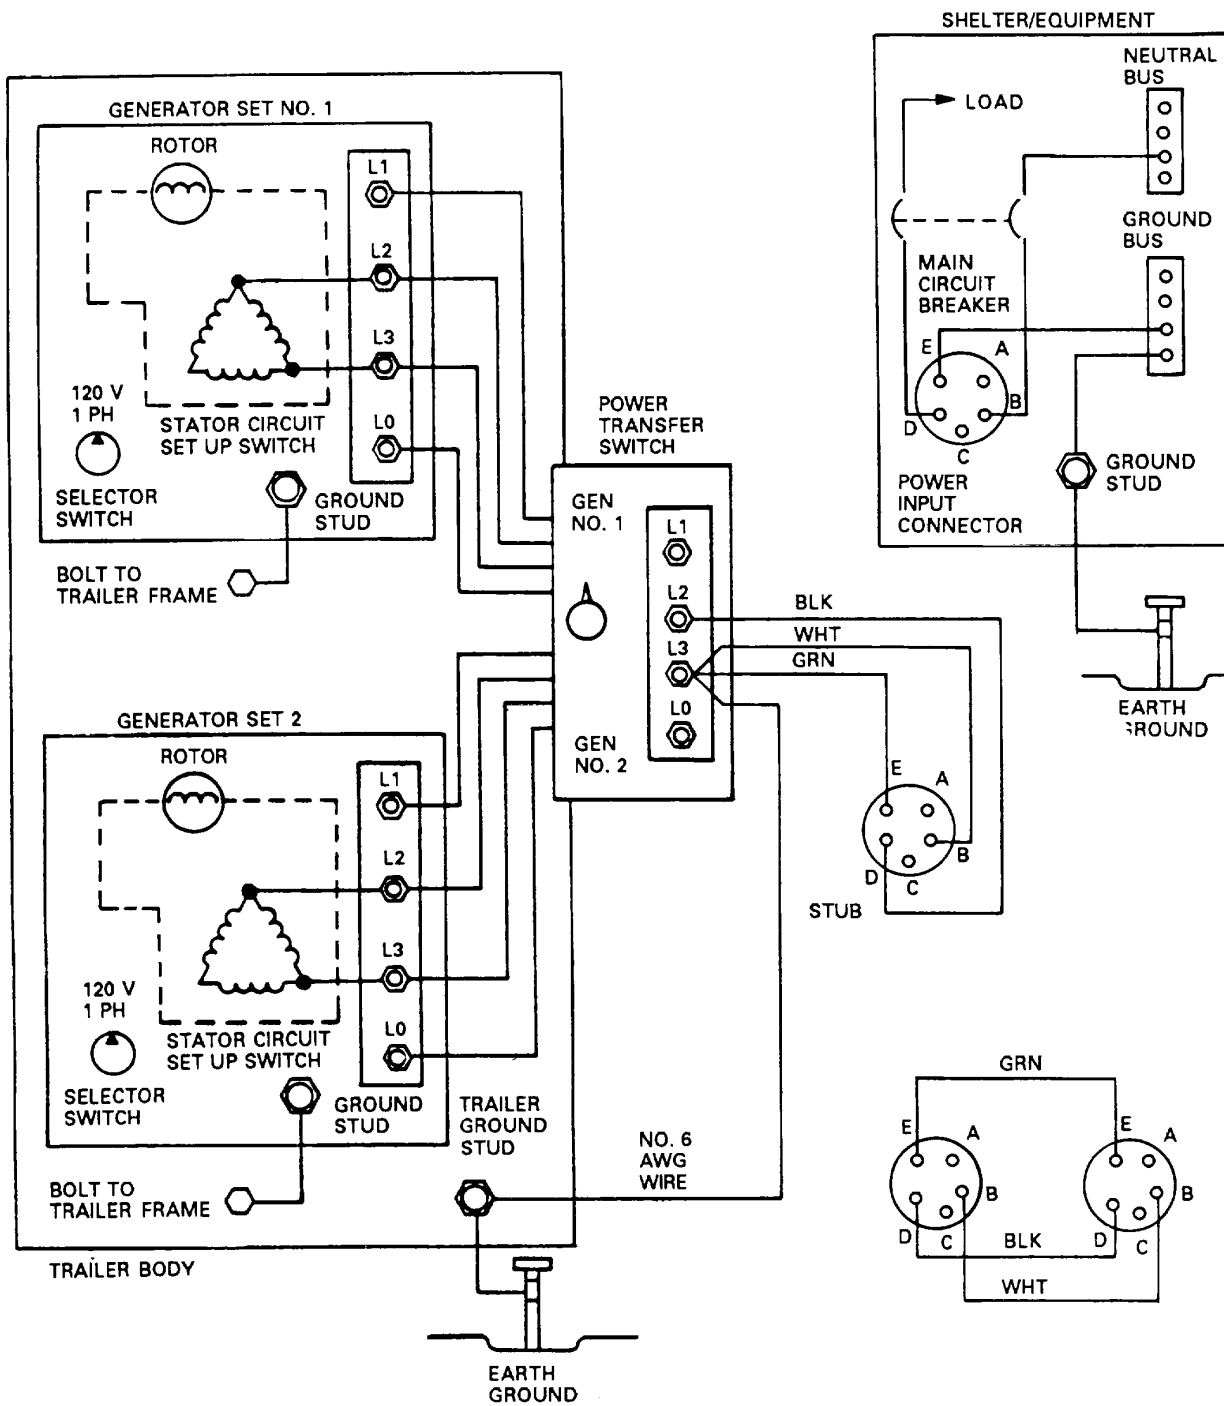 SHELTER/EQUIPMENT
NEUTRAL
BUS
LOAD
GROUND
BUS
MAIN
CIRCUIT
BREAKER
E
A
B
D
C
POWER
INPUT
CONNECTOR
GROUND
STUD
EARTH
GROUND
GENERATOR SET NO. 1
ROTOR
L1
L2
L3
L0
120 V
1 PH
STATOR CIRCUIT
SET UP SWITCH
SELECTOR
SWITCH
GROUND
STUD
BOLT TO
TRAILER FRAME
POWER
TRANSFER
SWITCH
GEN
NO. 1
L1
L2
L3
L0
GEN
NO. 2
BLK
WHT
GRN
E
A
B
D
C
STUB
GENERATOR SET 2
ROTOR
L1
L2
L3
L0
120 V
1 PH
STATOR CIRCUIT
SET UP SWITCH
SELECTOR
SWITCH
GROUND
STUD
TRAILER
GROUND
STUD
NO. 6
AWG
WIRE
BOLT TO
TRAILER FRAME
TRAILER BODY
EARTH
GROUND
GRN
E
A
B
D
C
E
A
B
D
C
BLK
WHT